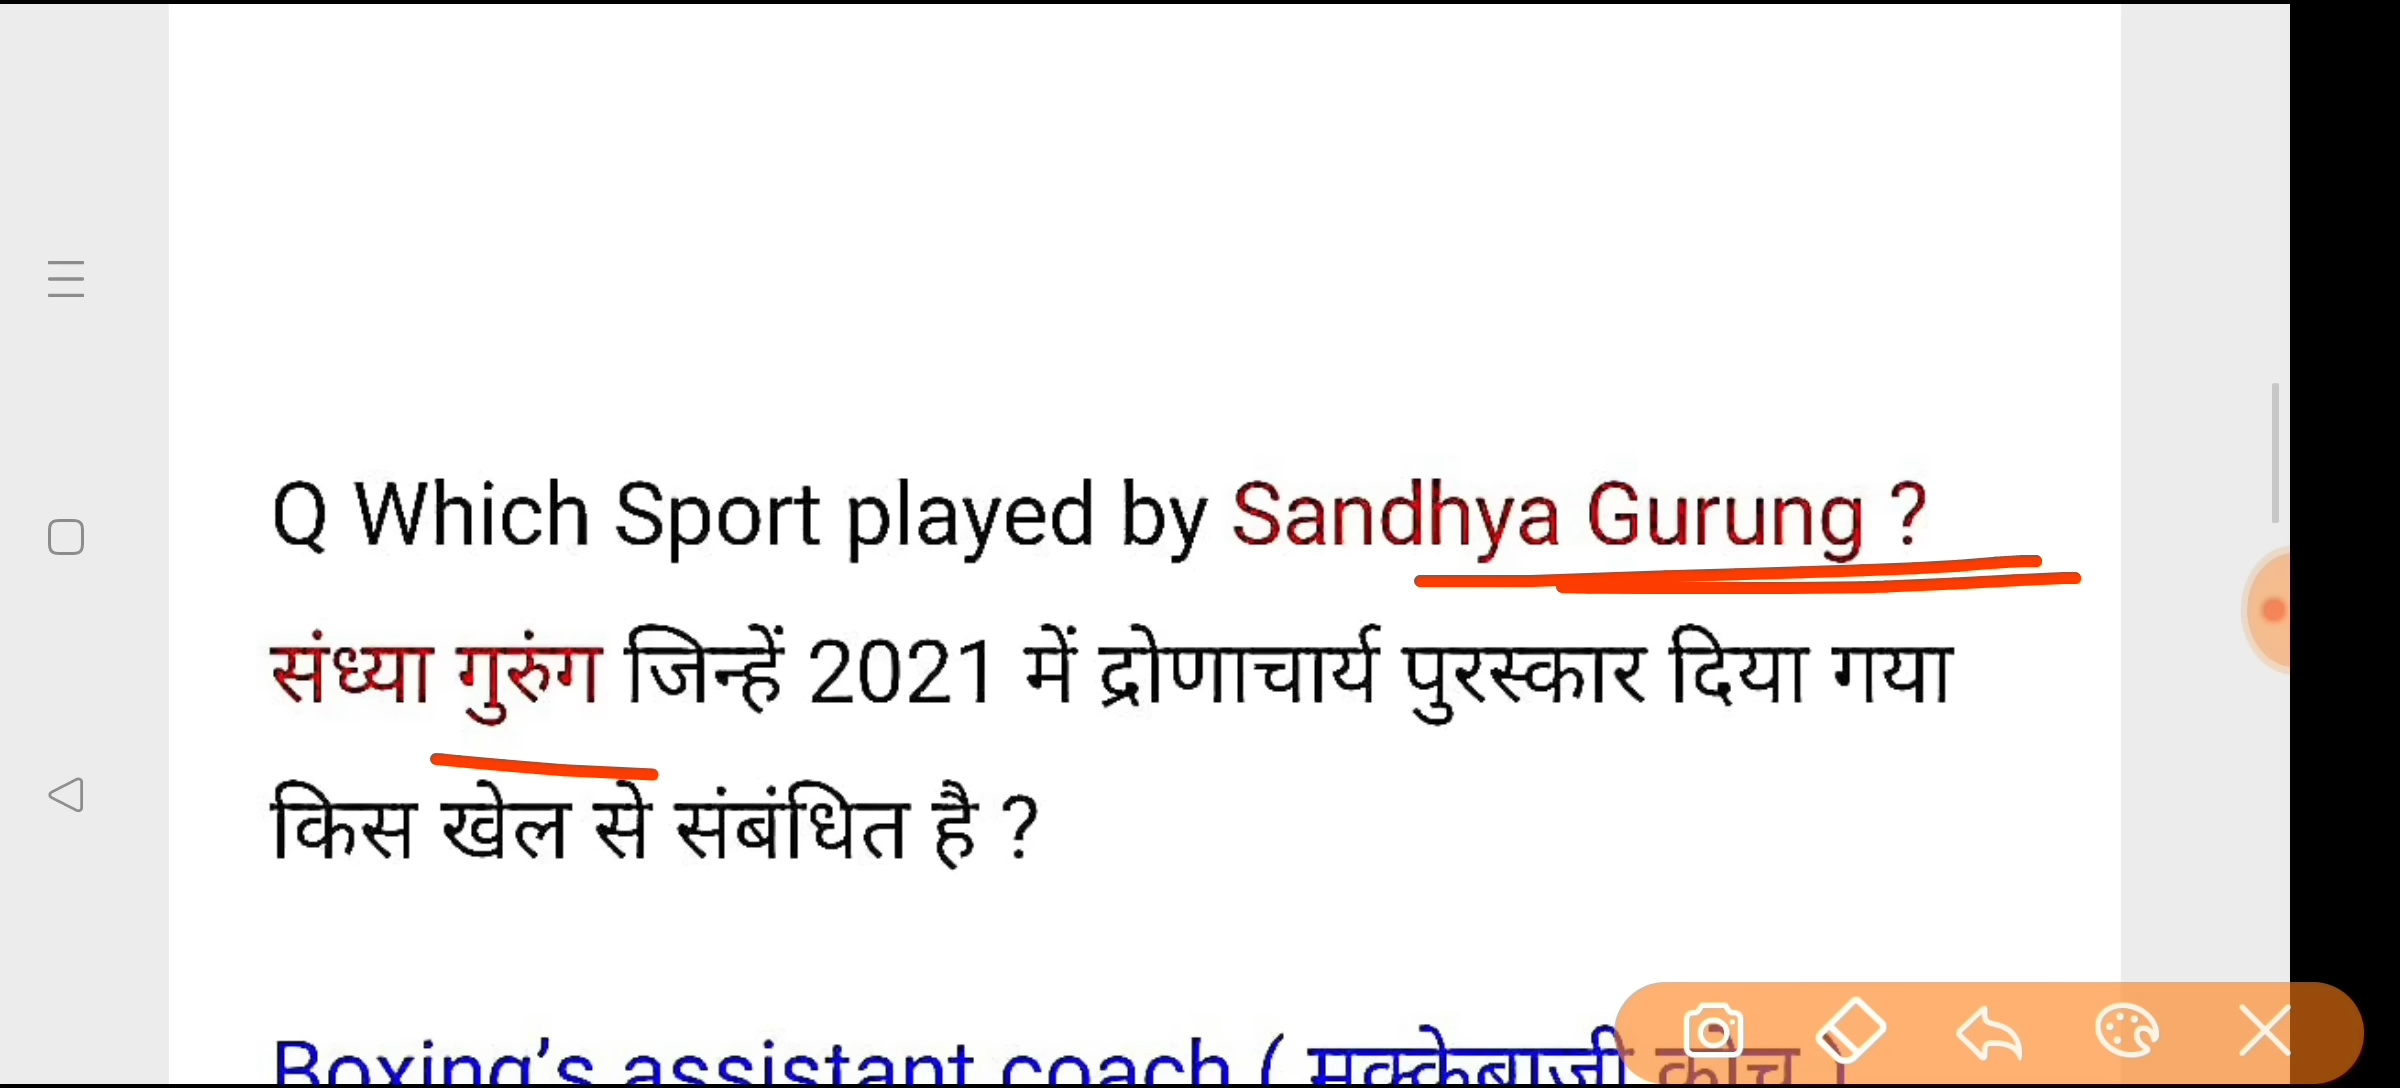 Q Which Sport played by Sandhya Gurung ?
संध्या गुरुंग जिन्हें 2021 में द्रोणाचार्य पुरस्कार दिया गया
किस खेल से संबंधित है ?
Boxing's assistant coach ( मुक्केबाजी कोच )